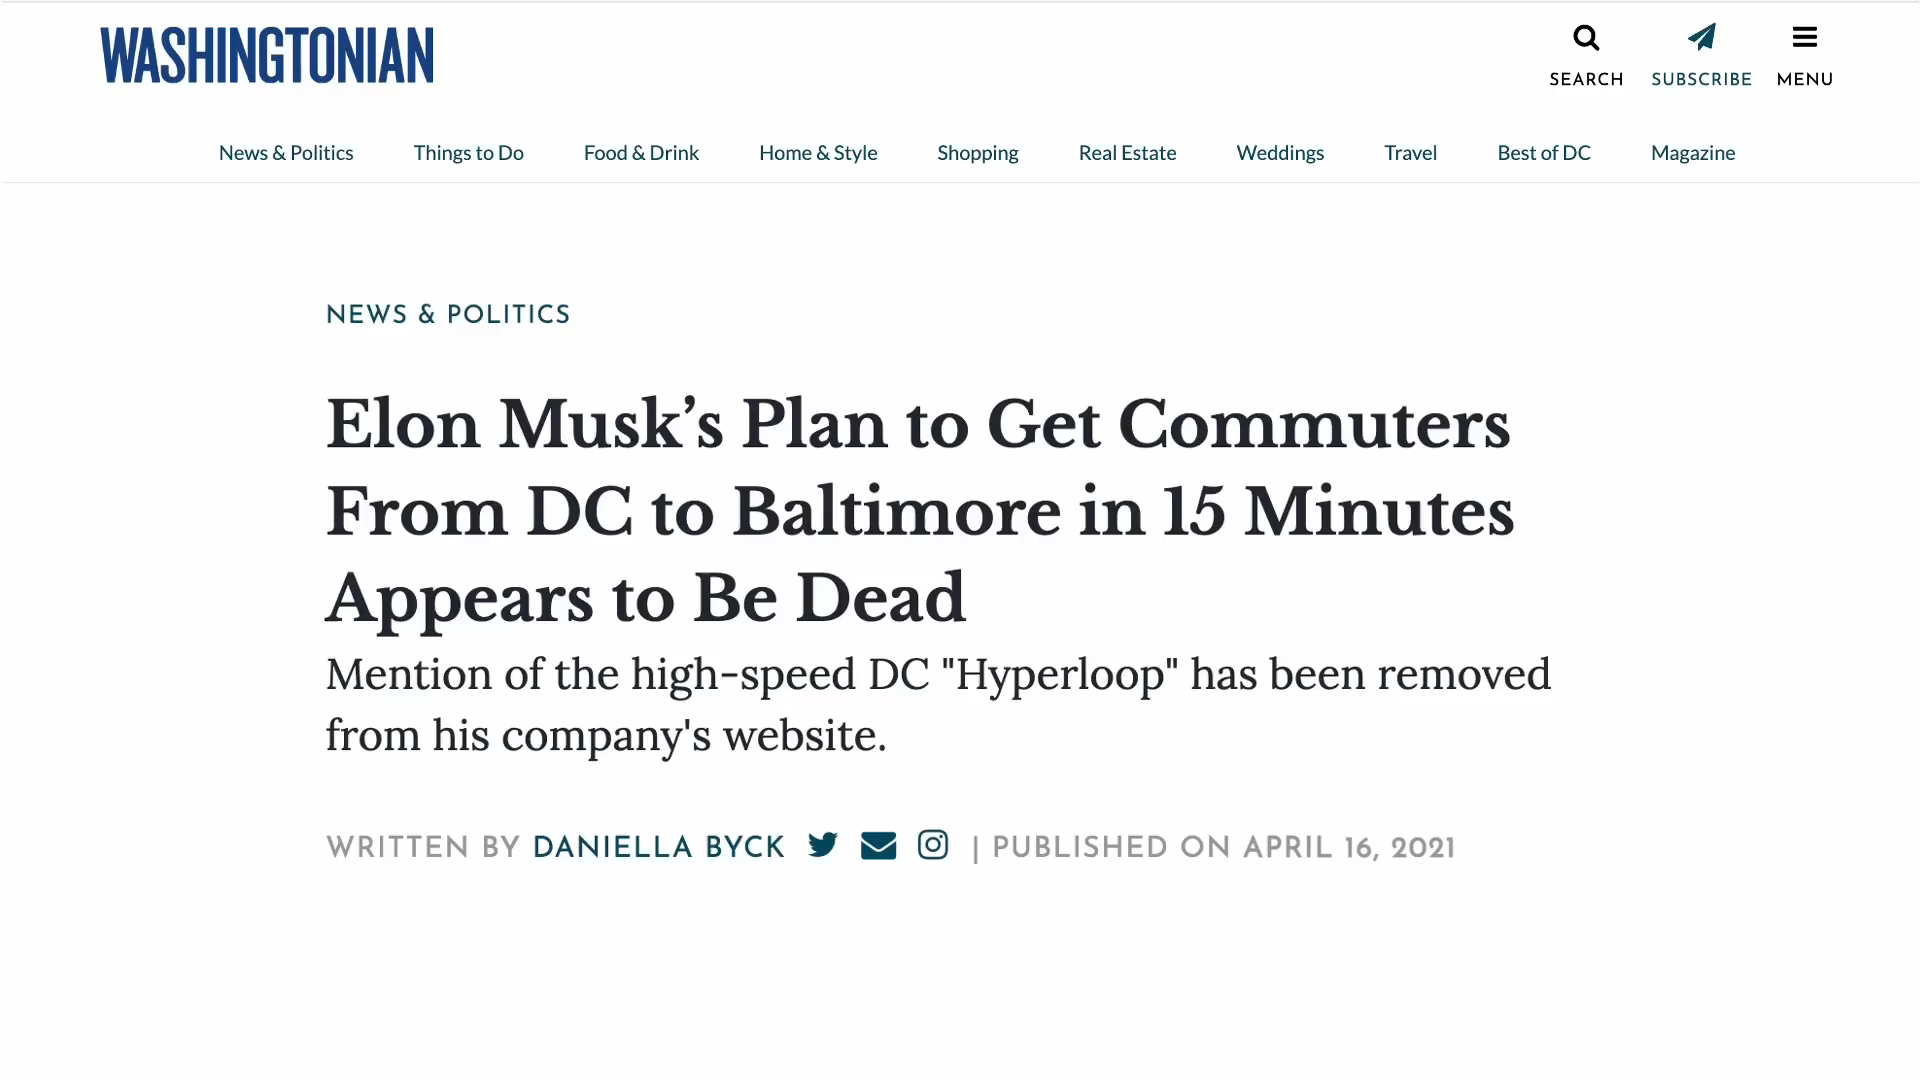 WASHINGTONIAN
SEARCH SUBSCRIBE MENU
News & Politics Things to Do Food & Drink Home & Style Shopping Real Estate Weddings Travel Best of DC Magazine
NEWS & POLITICS
Elon Musk’s Plan to Get Commuters
From DC to Baltimore in 15 Minutes
Appears to Be Dead
Mention of the high-speed DC "Hyperloop" has been removed
from his company's website.
WRITTEN BY DANIELLA BYCK | PUBLISHED ON APRIL 16, 2021